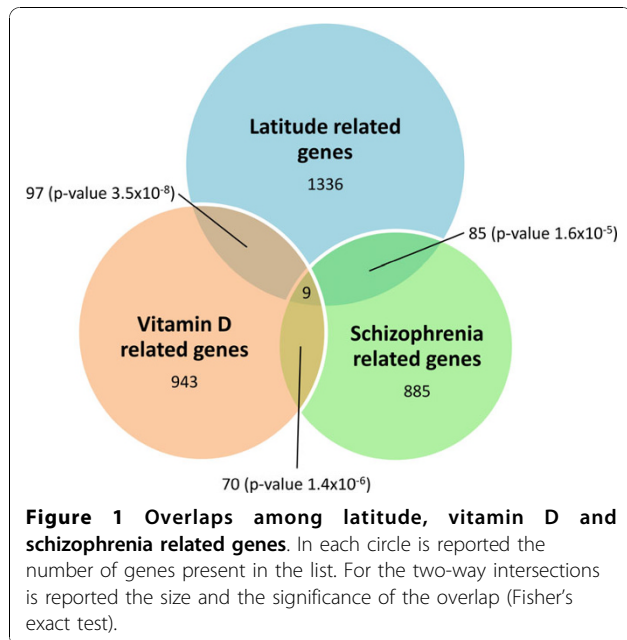 Latitude related
genes
1336
97 (p-value 3.5x10⁻⁸)
85 (p-value 1.6x10⁻⁵)
9
Vitamin D
related genes
943
Schizophrenia
related genes
885
70 (p-value 1.4x10⁻⁶)
Figure 1 Overlaps among latitude, vitamin D and
schizophrenia related genes. In each circle is reported the
number of genes present in the list. For the two-way intersections
is reported the size and the significance of the overlap (Fisher's
exact test).